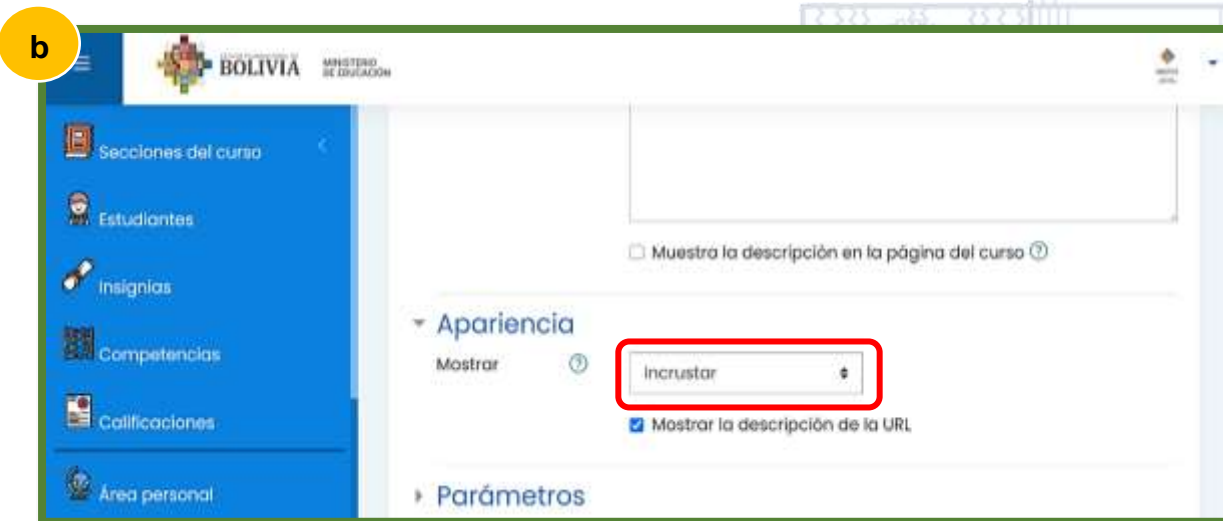 b
BOLIVIA
MINISTERIO
DE EDUCACIÓN
Secciones del curso
Estudiantes
Insignias
Competencias
Calificaciones
Área personal
Muestra la descripción en la página del curso
Apariencia
Mostrar
Incrustar
Mostrar la descripción de la URL
Parámetros